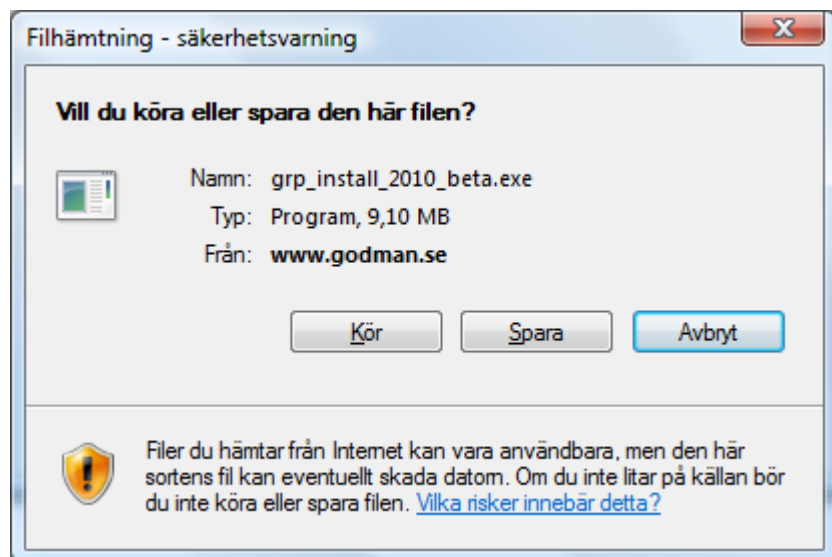 Filhämtning - säkerhetsvarning
Vill du köra eller spara den här filen?
Namn: grp_install_2010_beta.exe
Typ: Program, 9,10 MB
Från: www.godman.se
Kör Spara Avbryt
Filer du hämtar från Internet kan vara användbara, men den här
sortens fil kan eventuellt skada datorn. Om du inte litar på källan bör
du inte köra eller spara filen. Vilka risker innebär detta?